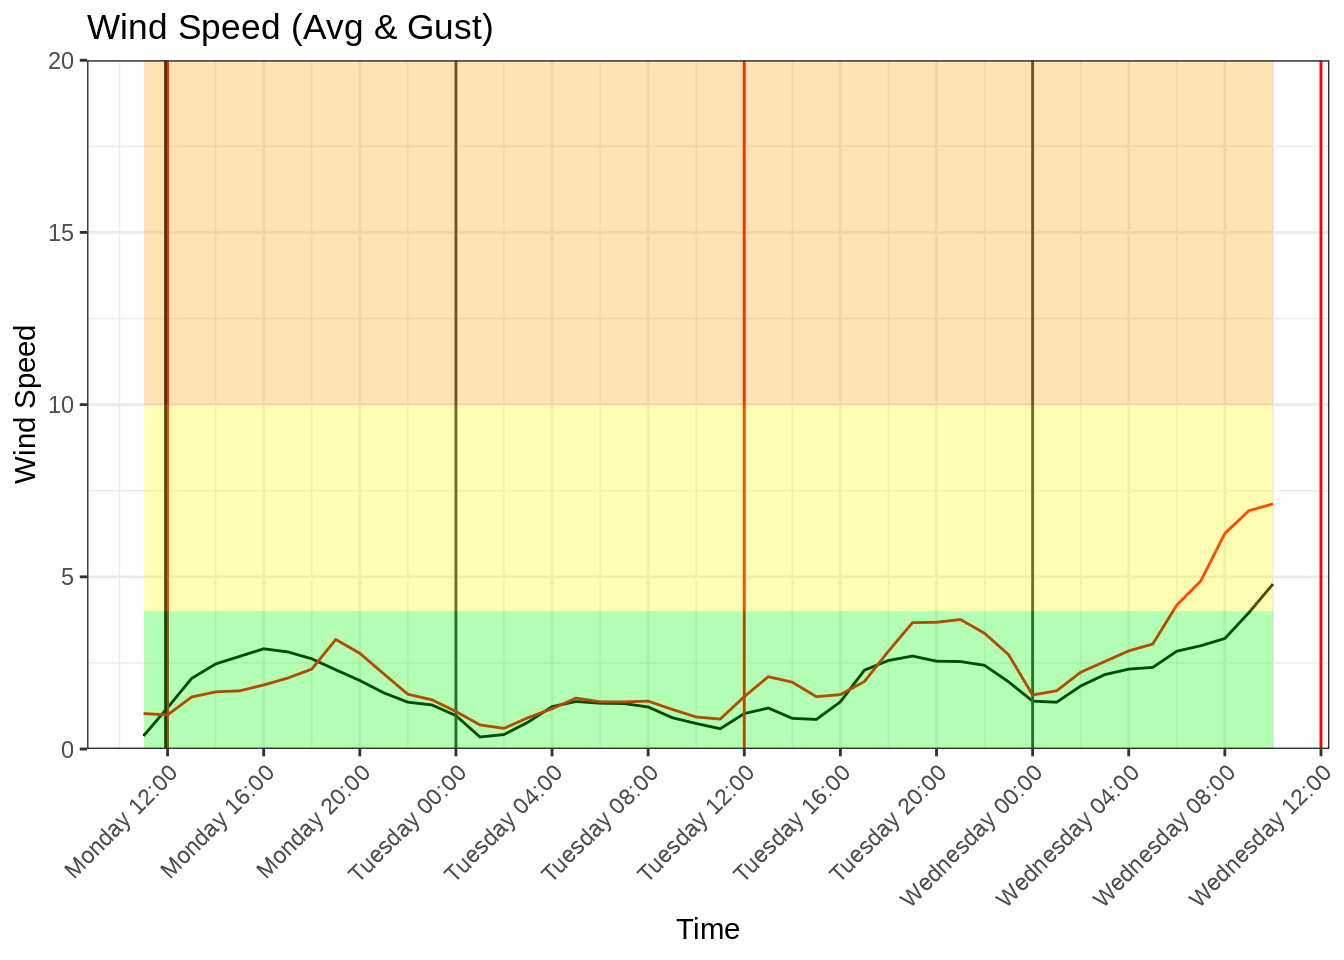 Wind Speed (Avg & Gust)
20
15
10
5
0
Wind Speed
Monday 12:00
Monday 16:00
Monday 20:00
Tuesday 00:00
Tuesday 04:00
Tuesday 08:00
Tuesday 12:00
Tuesday 16:00
Tuesday 20:00
Wednesday 00:00
Wednesday 04:00
Wednesday 08:00
Wednesday 12:00
Time